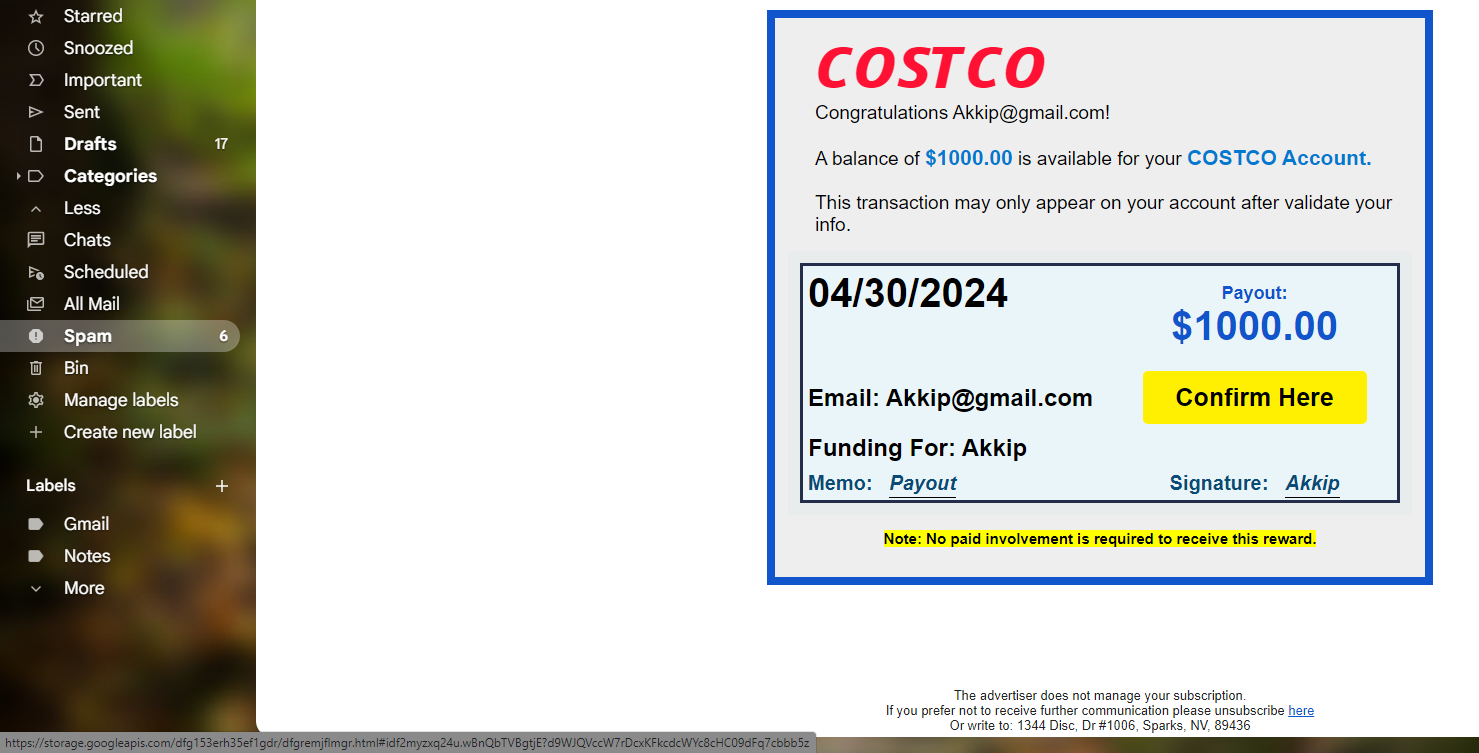 Starred
Snoozed
Important
Sent
Drafts 17
Categories
Less
Chats
Scheduled
All Mail
Spam 6
Bin
Manage labels
Create new label
Labels +
Gmail
Notes
More
COSTCO
Congratulations Akkip@gmail.com!
A balance of $1000.00 is available for your COSTCO Account.
This transaction may only appear on your account after validate your
info.
04/30/2024
Payout:
$1000.00
Email: Akkip@gmail.com
Confirm Here
Funding For: Akkip
Memo: Payout
Signature: Akkip
Note: No paid involvement is required to receive this reward.
The advertiser does not manage your subscription.
If you prefer not to receive further communication please unsubscribe here
Or write to: 1344 Disc, Dr #1006, Sparks, NV, 89436
https://storage.googleapis.com/dfg153erh35ef1gdr/dfgremjflmgr.html#idf2myzxq24u.wBnQbTVBgtjE?d9WJQVccW7rDcxKFkcdcWYc8cHC09dFq7cbbb5z